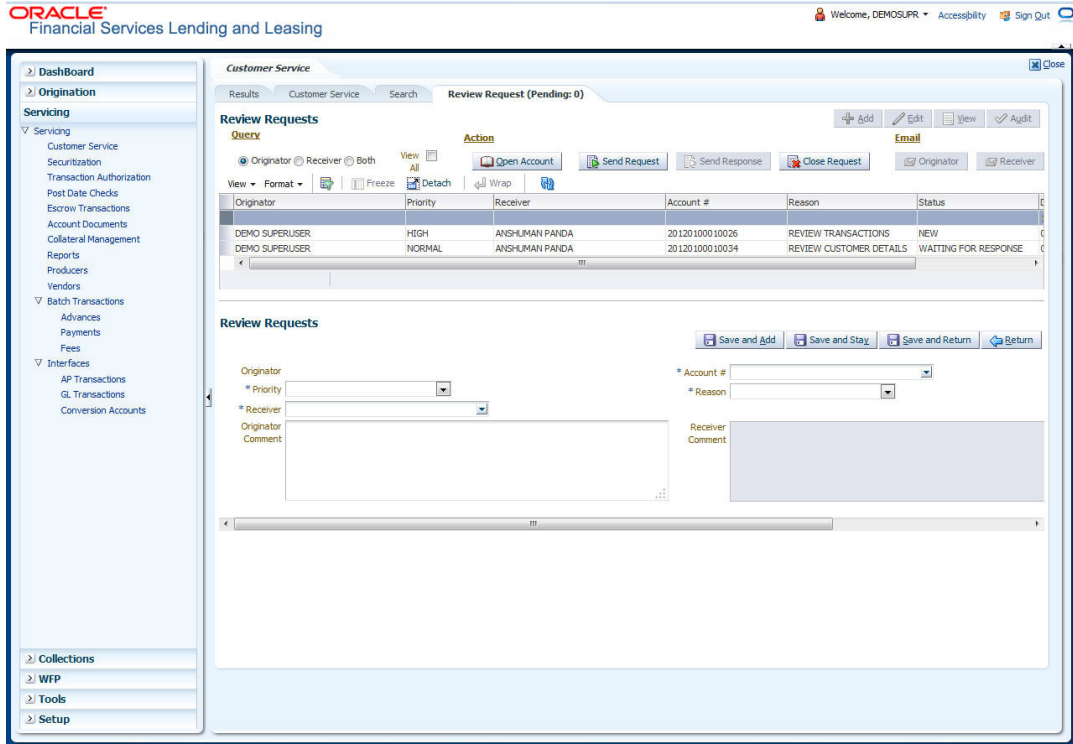 ORACLE
Financial Services Lending and Leasing
Welcome, DEMOSUPR Accessibility Sign Out
Close
DashBoard
Origination
Servicing
Servicing
Customer Service
Securitization
Transaction Authorization
Post Date Checks
Escrow Transactions
Account Documents
Collateral Management
Reports
Producers
Vendors
Batch Transactions
Advances
Payments
Fees
Interfaces
AP Transactions
GL Transactions
Conversion Accounts
Collections
WFP
Tools
Setup
Customer Service
Results Customer Service Search Review Request (Pending: 0)
Review Requests
Add Edit View Audit
Query Action Email
Originator Receiver Both View All Open Account Send Request Send Response Close Request Originator Receiver
View Format Freeze Detach Wrap
Originator Priority Receiver Account # Reason Status
DEMO SUPERUSER HIGH ANSHUMAN PANDA 20120100010026 REVIEW TRANSACTIONS NEW
DEMO SUPERUSER NORMAL ANSHUMAN PANDA 20120100010034 REVIEW CUSTOMER DETAILS WAITING FOR RESPONSE
Review Requests
Save and Add Save and Stay Save and Return Return
Originator * Account #
* Priority * Reason
* Receiver
Originator Comment Receiver Comment